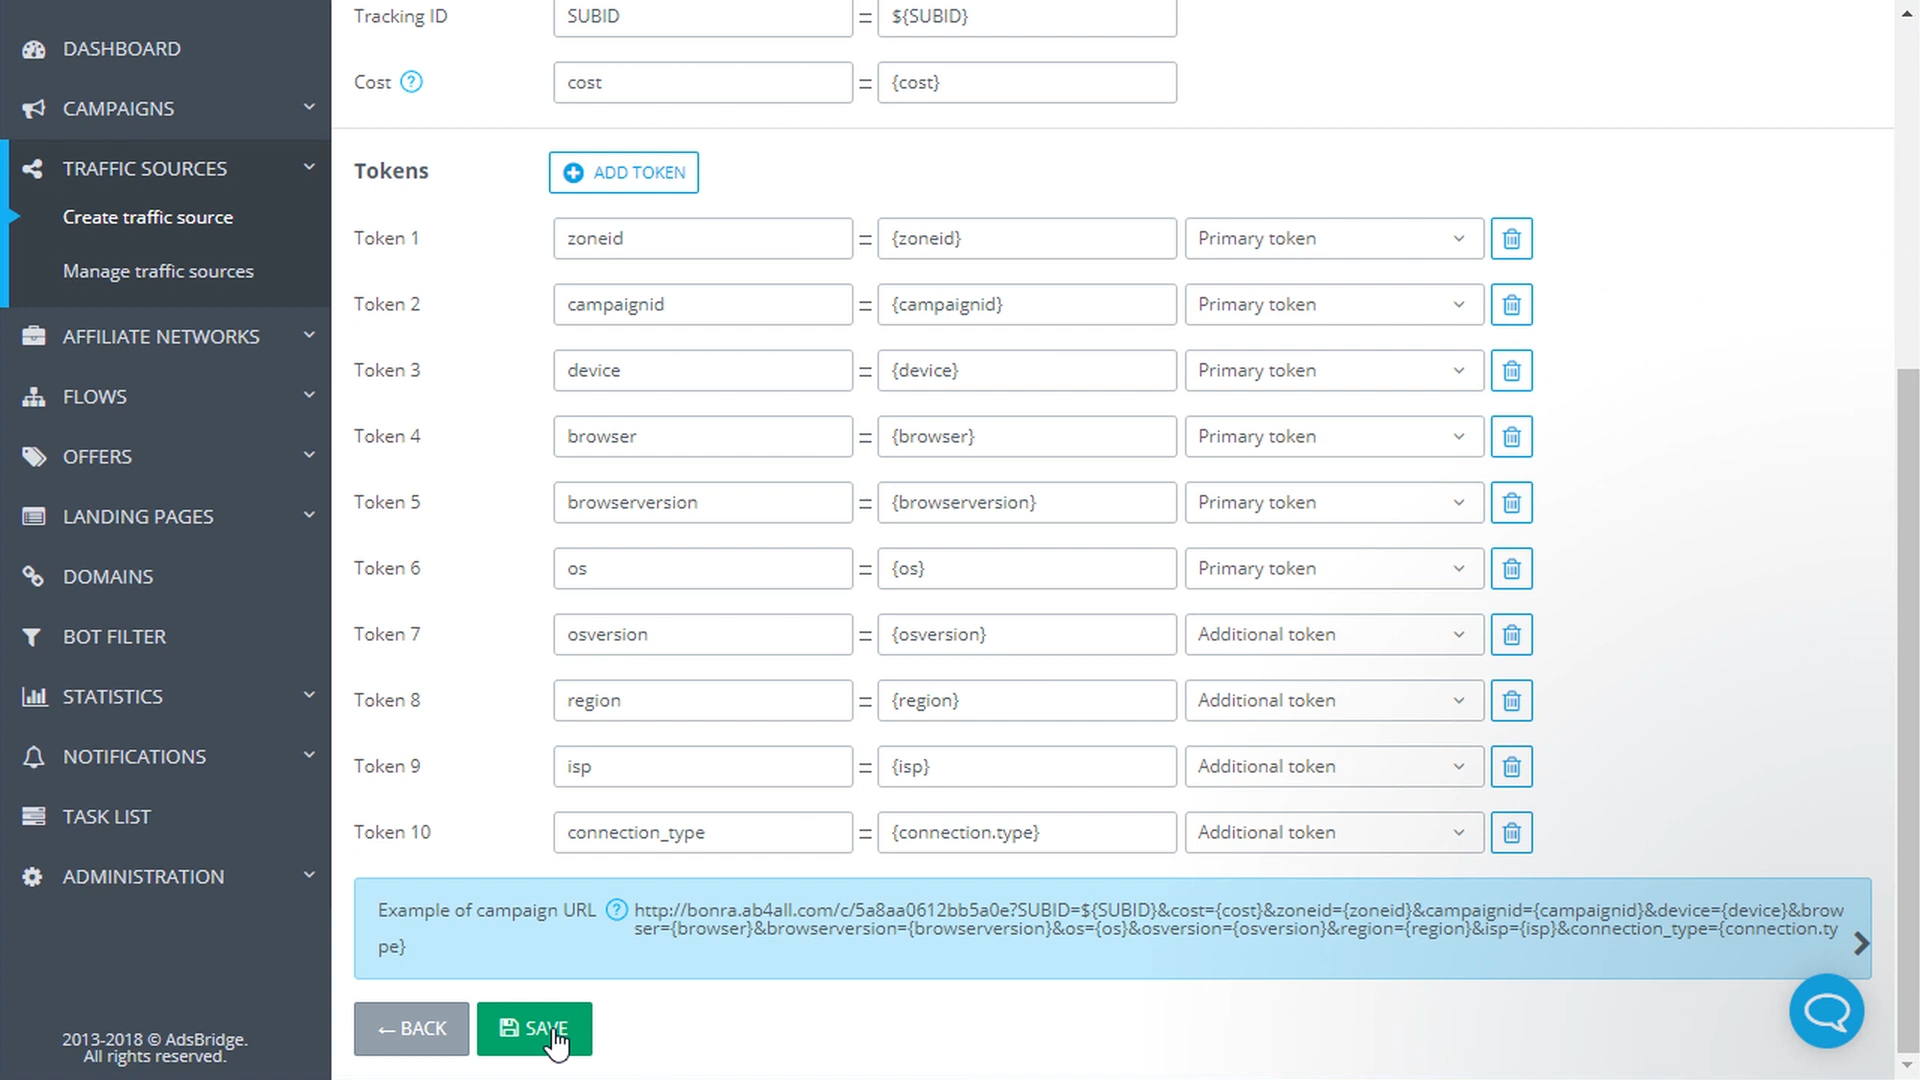 DASHBOARD
CAMPAIGNS
TRAFFIC SOURCES
Create traffic source
Manage traffic sources
AFFILIATE NETWORKS
FLOWS
OFFERS
LANDING PAGES
DOMAINS
BOT FILTER
STATISTICS
NOTIFICATIONS
TASK LIST
ADMINISTRATION
2013-2018 © AdsBridge.
All rights reserved.
Tracking ID SUBID = ${SUBID}
Cost ? cost = {cost}
Tokens ADD TOKEN
Token 1 zoneid = {zoneid} Primary token
Token 2 campaignid = {campaignid} Primary token
Token 3 device = {device} Primary token
Token 4 browser = {browser} Primary token
Token 5 browserversion = {browserversion} Primary token
Token 6 os = {os} Primary token
Token 7 osversion = {osversion} Additional token
Token 8 region = {region} Additional token
Token 9 isp = {isp} Additional token
Token 10 connection_type = {connection.type} Additional token
Example of campaign URL ? http://bonra.ab4all.com/c/5a8aa0612bb5a0e?SUBID=${SUBID}&cost={cost}&zoneid={zoneid}&campaignid={campaignid}&device={device}&brow
ser={browser}&browserversion={browserversion}&os={os}&osversion={osversion}&region={region}&isp={isp}&connection_type={connection.ty
pe}
← BACK SAVE